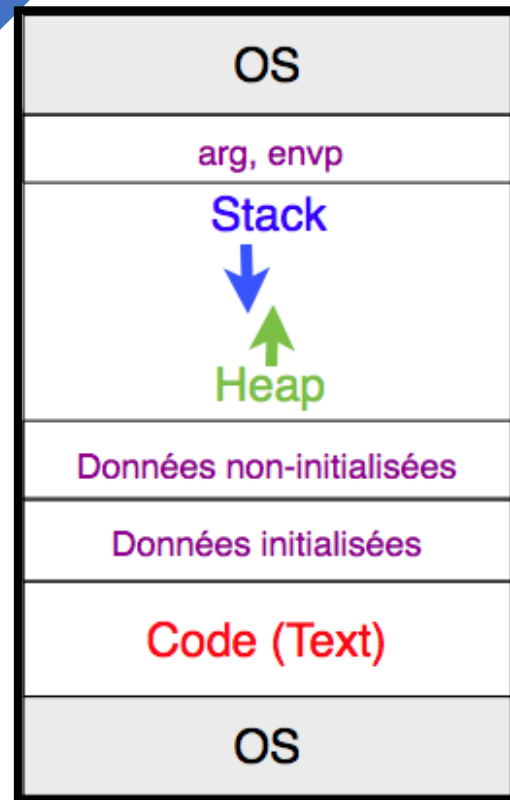 OS
arg, envp
Stack
Heap
Données non-initialisées
Données initialisées
Code (Text)
OS